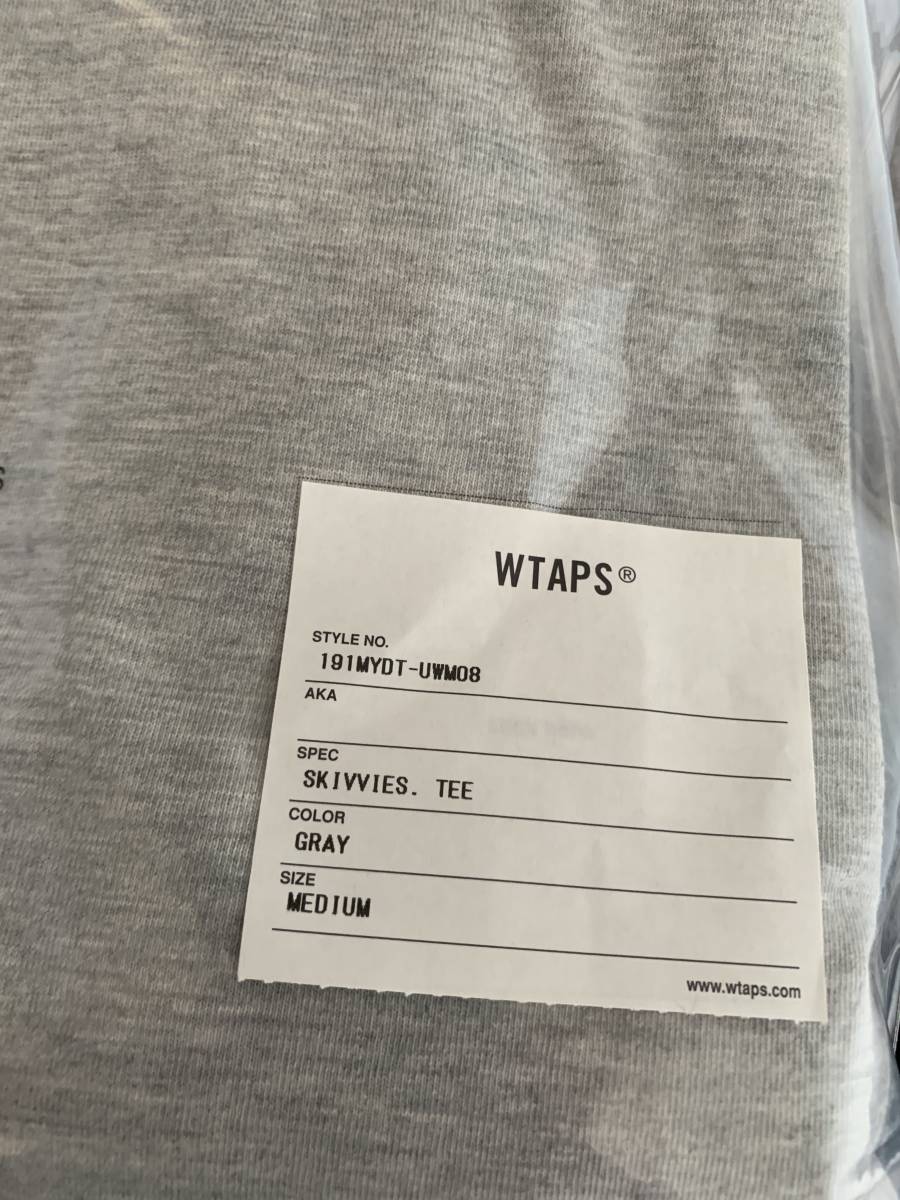 WTAPS®
STYLE NO.
191MYDT-UWM08
AKA
SPEC
SKIVVIES. TEE
COLOR
GRAY
SIZE
MEDIUM
www.wtaps.com